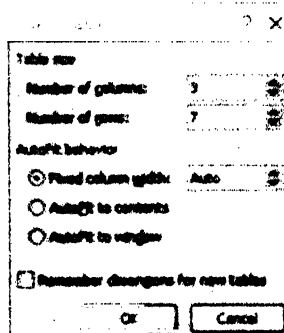 ? ×
Table size
Number of columns: 3
Number of rows: 7
AutoFit behavior
Fixed column width: Auto
AutoFit to contents
AutoFit to window
Remember dimensions for new tables
OK Cancel